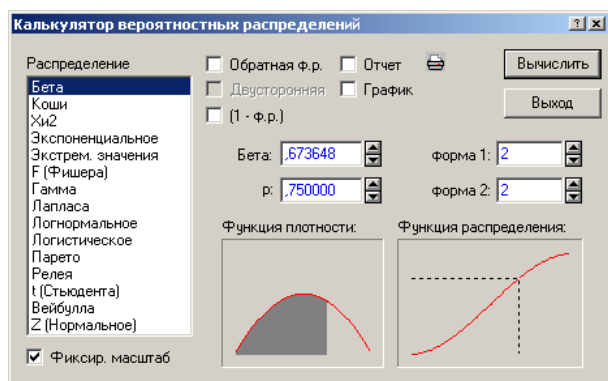 Калькулятор вероятностных распределений
Распределение
Бета
Коши
Хи2
Экспоненциальное
Экстрем. значения
F (Фишера)
Гамма
Лапласа
Логнормальное
Логистическое
Парето
Релея
t (Стьюдента)
Вейбулла
Z (Нормальное)
Фиксир. масштаб
Обратная ф.р.
Отчет
Двусторонняя
График
(1 - ф.р.)
Вычислить
Выход
Бета: ,673648
форма 1: 2
p: ,750000
форма 2: 2
Функция плотности:
Функция распределения: